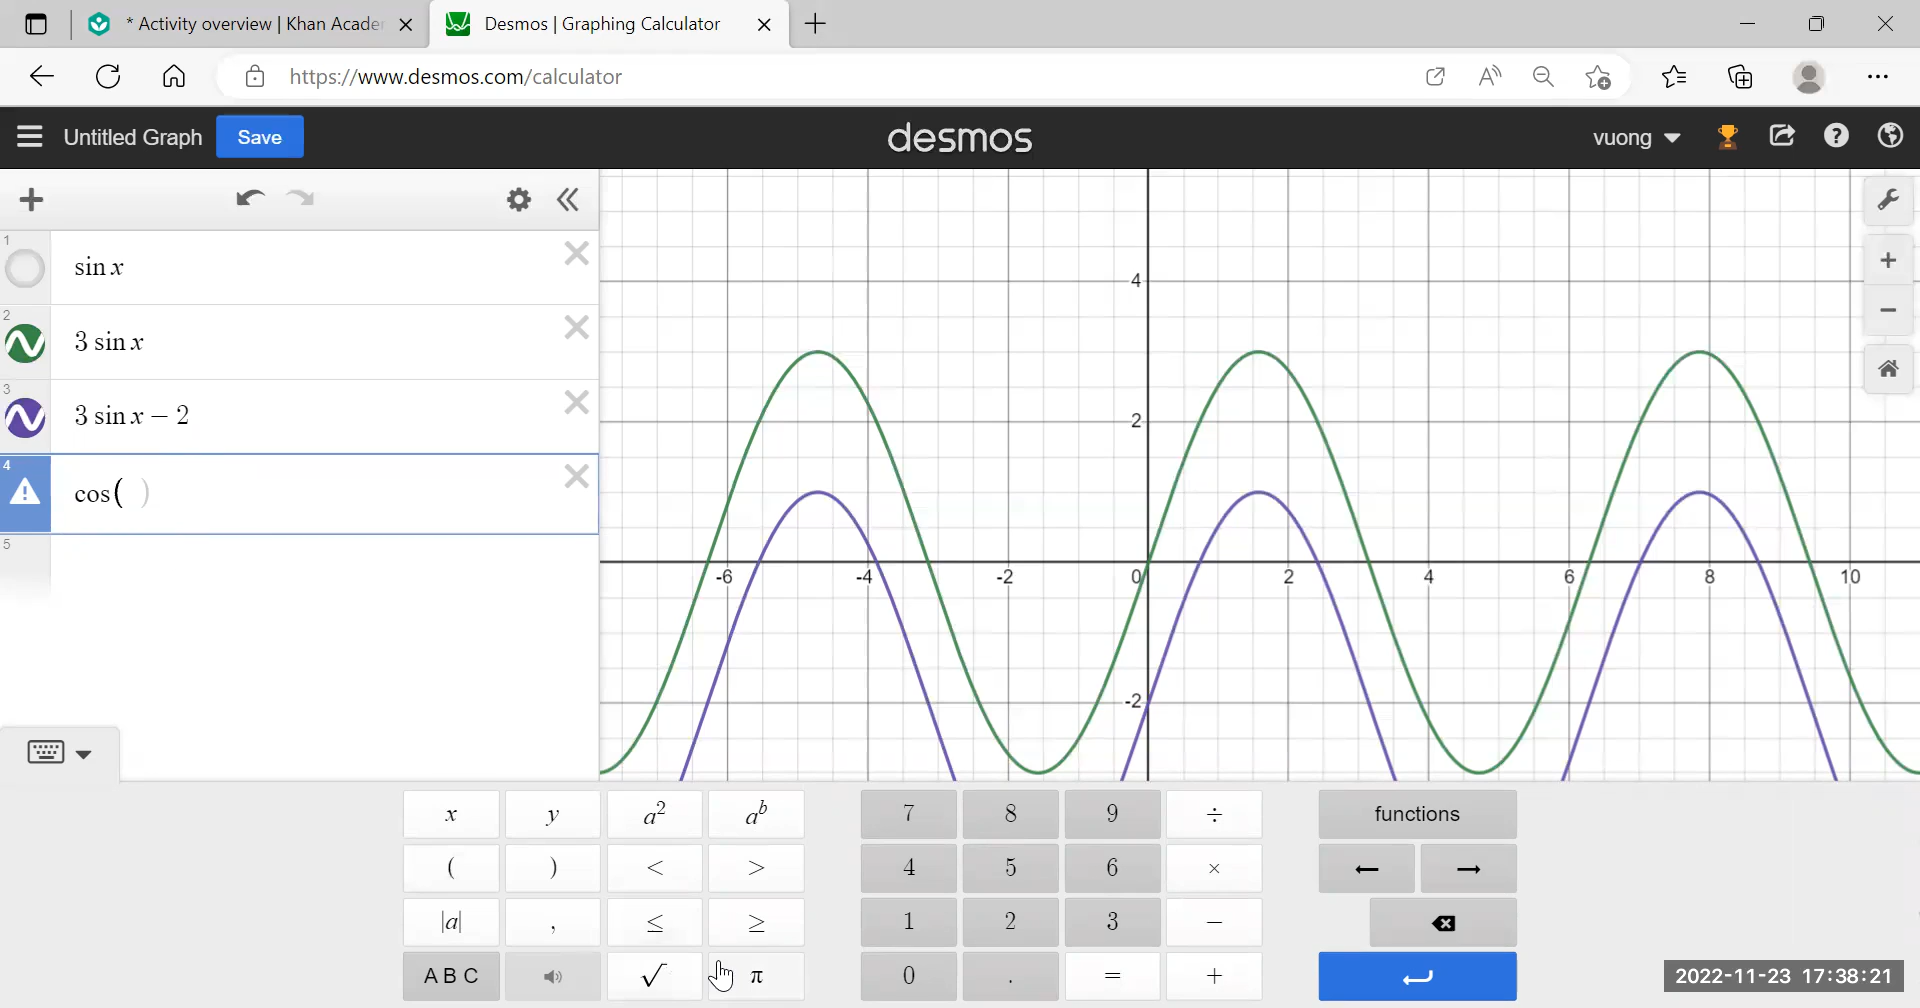 * Activity overview | Khan Acade
Desmos | Graphing Calculator
https://www.desmos.com/calculator
Untitled Graph
Save
desmos
vuong
1
sin x
2
3 sin x
3
3 sin x − 2
4
cos( )
5
4
2
-6 -4 -2 0 2 4 6 8 10
-2
x y a² aᵇ 7 8 9 ÷ functions
( ) < > 4 5 6 × ← →
|a| , ≤ ≥ 1 2 3 −
A B C √ π 0 . = +
2022-11-23 17:38:21